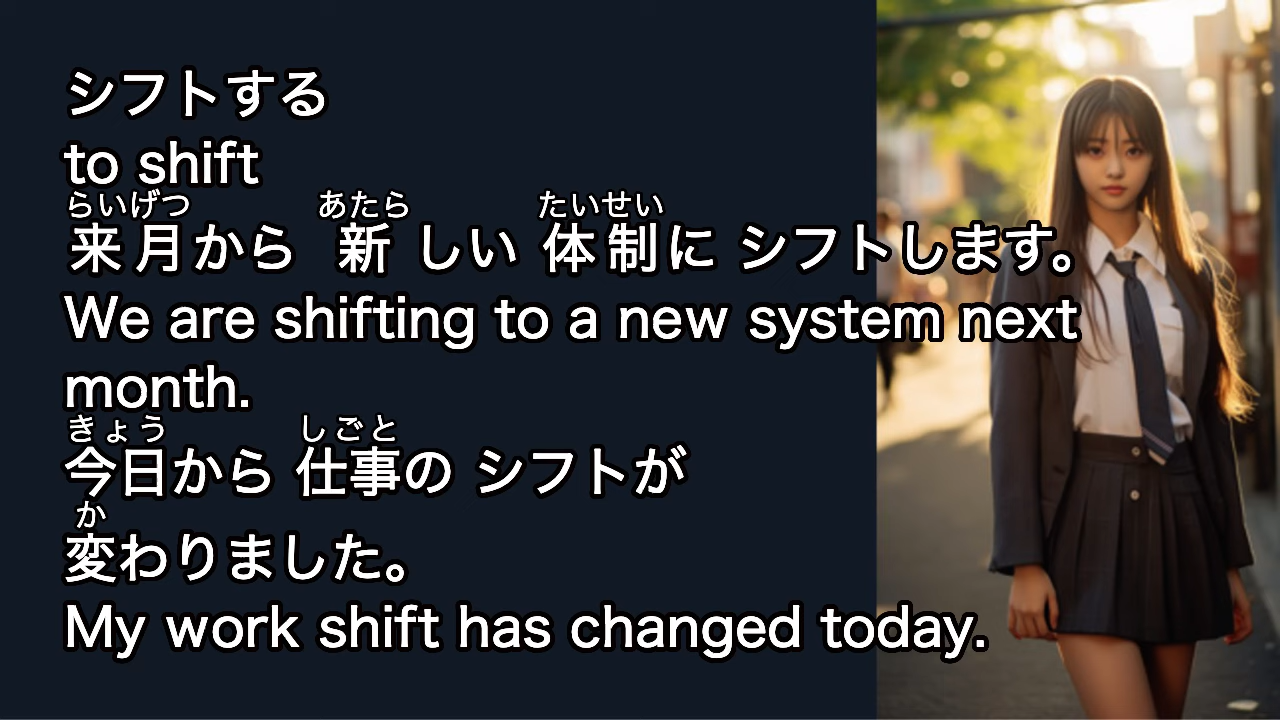 シフトする
to shift
らいげつ あたら たいせい
来月から 新しい 体制に シフトします。
We are shifting to a new system next
month.
きょう しごと
今日から 仕事の シフトが
か
変わりました。
My work shift has changed today.